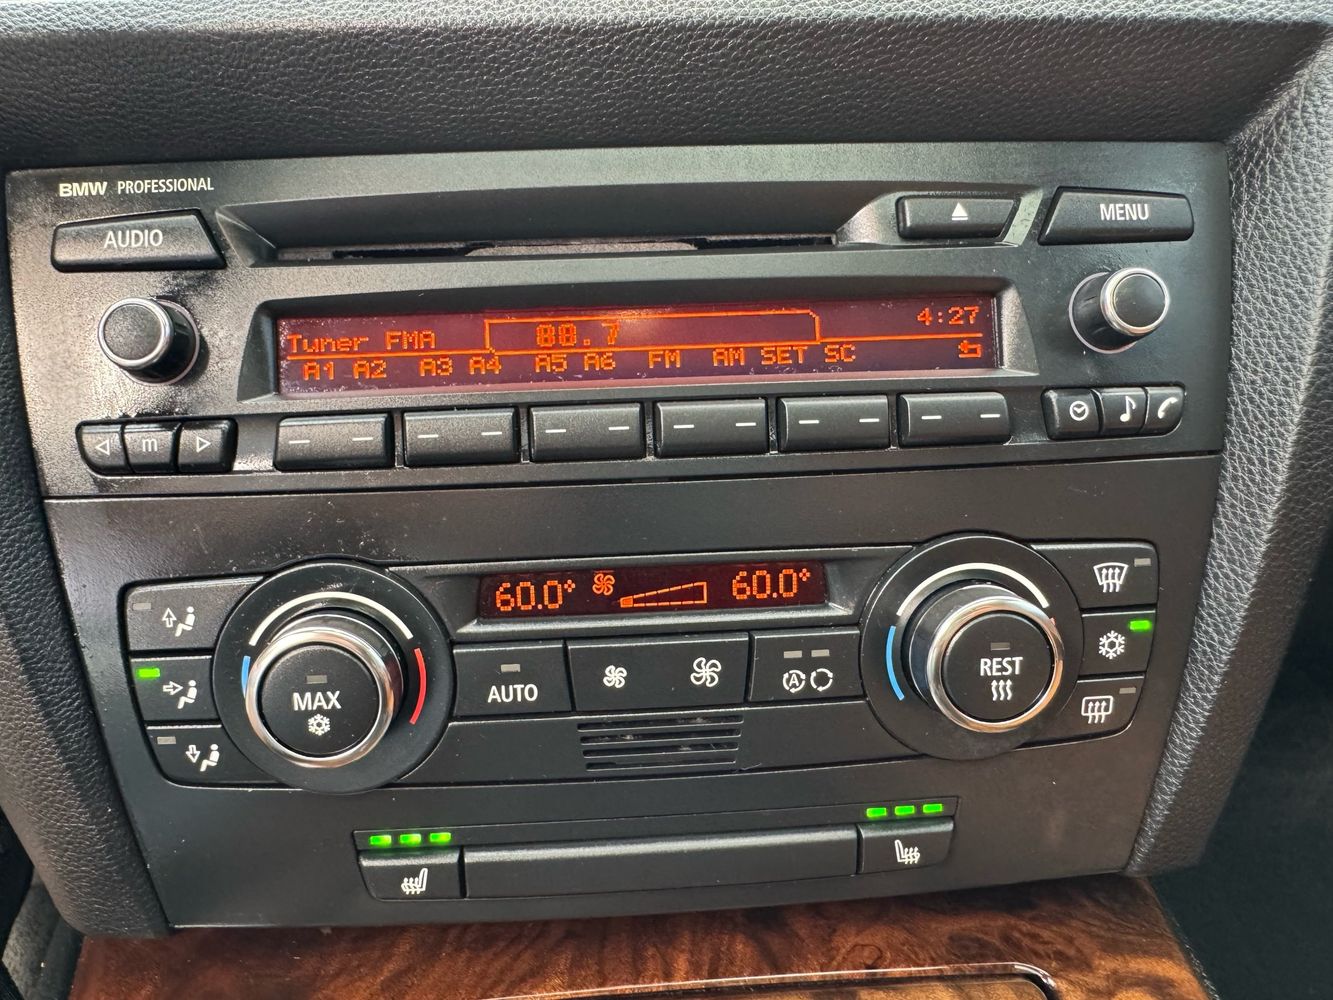 BMW PROFESSIONAL
AUDIO
MENU
Tuner FMA 88.7 4:27
A1 A2 A3 A4 A5 A6 FM AM SET SC
m
60.0° 60.0°
MAX
AUTO
A
REST